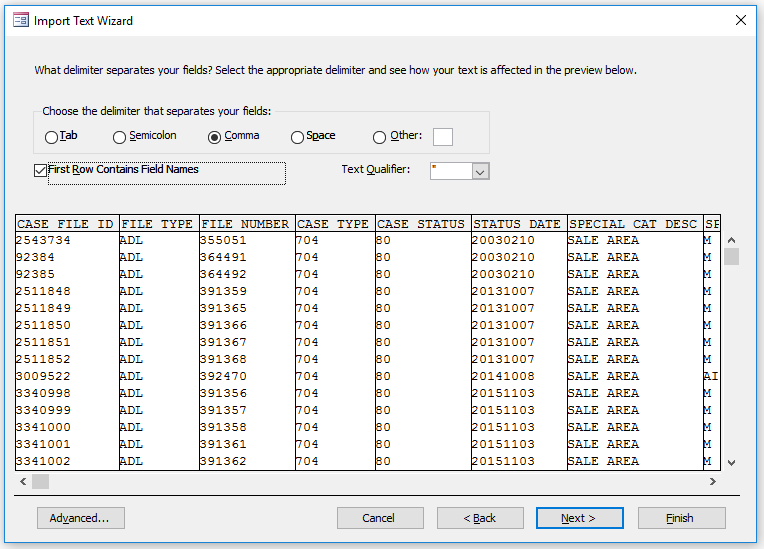 Import Text Wizard
What delimiter separates your fields? Select the appropriate delimiter and see how your text is affected in the preview below.
Choose the delimiter that separates your fields:
Tab Semicolon Comma Space Other:
First Row Contains Field Names Text Qualifier: "
CASE FILE ID FILE TYPE FILE NUMBER CASE TYPE CASE STATUS STATUS DATE SPECIAL CAT DESC SP
2543734 ADL 355051 704 80 20030210 SALE AREA M
92384 ADL 364491 704 80 20030210 SALE AREA M
92385 ADL 364492 704 80 20030210 SALE AREA M
2511848 ADL 391359 704 80 20131007 SALE AREA M
2511849 ADL 391365 704 80 20131007 SALE AREA M
2511850 ADL 391366 704 80 20131007 SALE AREA M
2511851 ADL 391367 704 80 20131007 SALE AREA M
2511852 ADL 391368 704 80 20131007 SALE AREA M
3009522 ADL 392470 704 80 20141008 SALE AREA AI
3340998 ADL 391356 704 80 20151103 SALE AREA M
3340999 ADL 391357 704 80 20151103 SALE AREA M
3341000 ADL 391358 704 80 20151103 SALE AREA M
3341001 ADL 391361 704 80 20151103 SALE AREA M
3341002 ADL 391362 704 80 20151103 SALE AREA M
Advanced... Cancel < Back Next > Finish